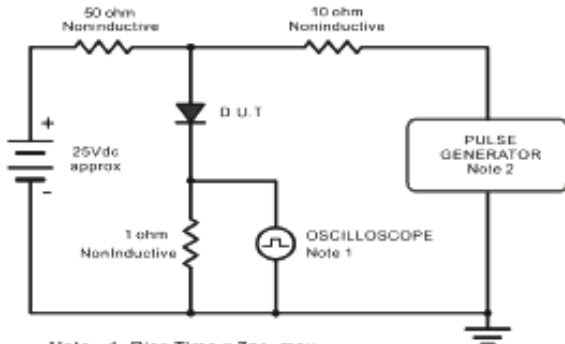 50 ohm
Noninductive
10 ohm
Noninductive
+
D.U.T
25Vdc
approx
-
PULSE
GENERATOR
Note 2
1 ohm
NonInductive
OSCILLOSCOPE
Note 1